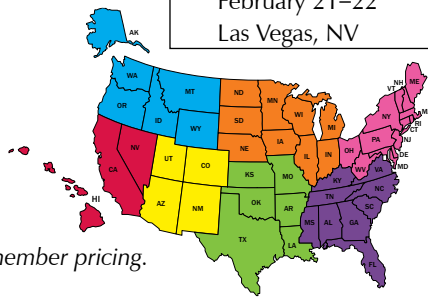 February 21–22
Las Vegas, NV
AK
WA
MT
ND
MN
ME
VT
NH
OR
ID
SD
WI
MI
NY
RI
CT
WY
NE
IA
PA
NJ
NV
UT
CO
IL
IN
OH
DE
MD
WV
VA
CA
KS
MO
KY
NC
TN
AZ
NM
OK
AR
SC
HI
MS
AL
GA
TX
LA
FL
member pricing.